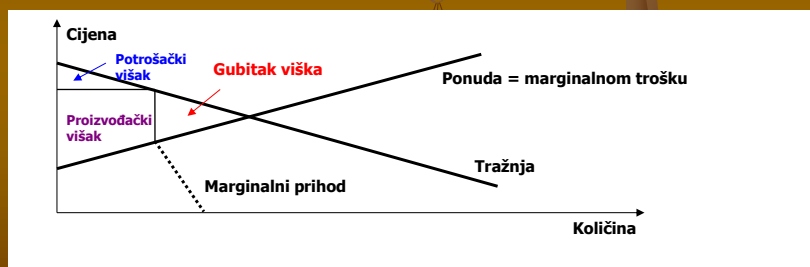 Cijena
Potrošački
višak
Gubitak viška
Ponuda = marginalnom trošku
Proizvođački
višak
Tražnja
Marginalni prihod
Količina